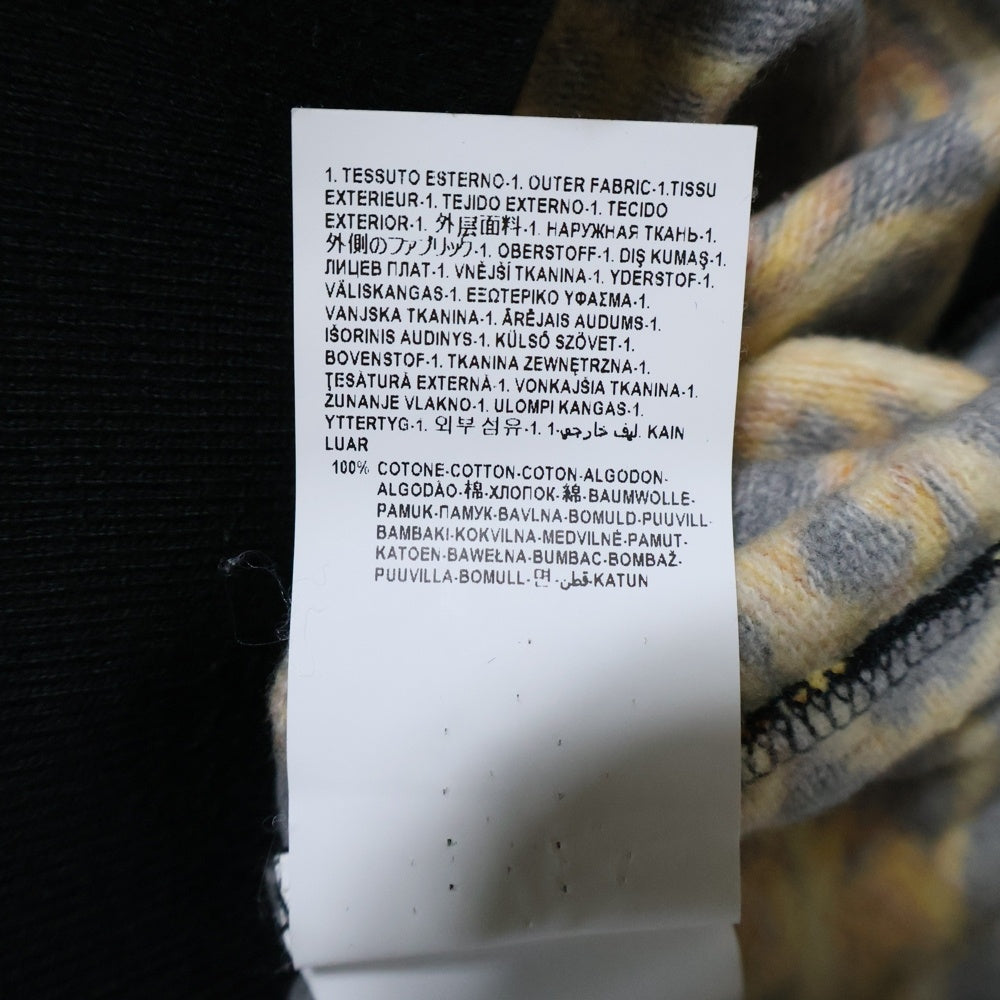 1. TESSUTO ESTERNO-1. OUTER FABRIC-1.TISSU
EXTERIEUR-1. TEJIDO EXTERNO-1. TECIDO
EXTERIOR-1. 外层面料-1. НАРУЖНАЯ ТКАНЬ-1.
外側のファブリック-1. OBERSTOFF-1. DIŞ KUMAŞ-1.
ЛИЦЕВ ПЛАТ-1. VNĚJŠÍ TKANINA-1. YDERSTOF-1.
VÄLISKANGAS-1. ΕΞΩΤΕΡΙΚΟ ΥΦΑΣΜΑ-1.
VANJSKA TKANINA-1. ĀRĒJAIS AUDUMS-1.
IŠORINIS AUDINYS-1. KÜLSŐ SZÖVET-1.
BOVENSTOF-1. TKANINA ZEWNĘTRZNA-1.
ŢESĂTURĂ EXTERNĂ-1. VONKAJŠIA TKANINA-1.
ZUNANJE VLAKNO-1. ULOMPI KANGAS-1.
YTTERTYG-1. 외부 섬유-1. 1-ليف خارجي. KAIN
LUAR
100% COTONE-COTTON-COTON-ALGODON-
ALGODÃO-棉-ХЛОПОК-綿-BAUMWOLLE-
PAMUK-ПАМУК-BAVLNA-BOMULD-PUUVILL-
BAMBAKI-KOKVILNA-MEDVILNĖ-PAMUT-
KATOEN-BAWEŁNA-BUMBAC-BOMBAŽ-
PUUVILLA-BOMULL-면-قطن-KATUN